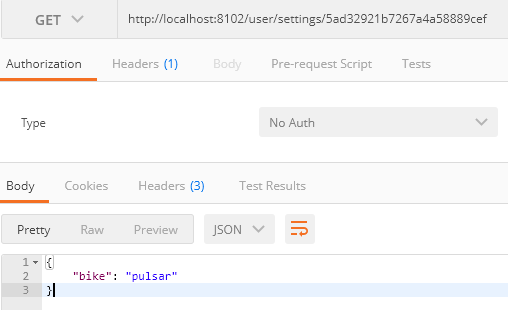 GET http://localhost:8102/user/settings/5ad32921b7267a4a58889cef
Authorization Headers (1) Body Pre-request Script Tests
Type No Auth
Body Cookies Headers (3) Test Results
Pretty Raw Preview JSON
1 {
2 "bike": "pulsar"
3 }